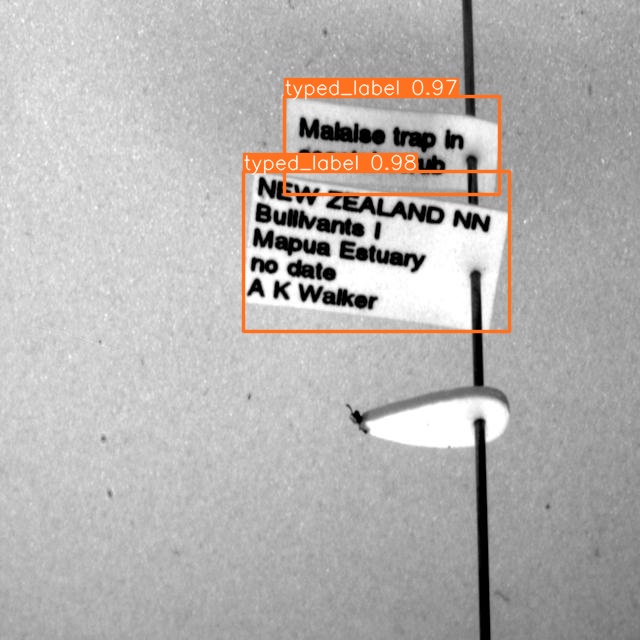 typed_label 0.97
Malaise trap in
typed_label 0.98
NEW ZEALAND NN
Bullivants I
Mapua Estuary
no date
A K Walker